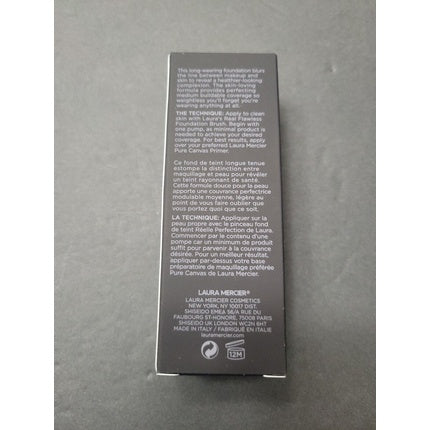 This long-wearing foundation blurs
the line between makeup and
skin to reveal a healthier-looking
complexion. The skin-loving
formula provides perfecting
medium buildable coverage so
weightless you'll forget you're
wearing anything at all.
THE TECHNIQUE: Apply to clean
skin with Laura's Real Flawless
Foundation Brush. Begin with
one pump, as minimal product is
needed to achieve your desired
coverage. For best results, apply
over your preferred Laura Mercier
Pure Canvas Primer.
Ce fond de teint longue tenue
estompe la distinction entre
maquillage et peau pour révéler
un teint rayonnant de santé.
Cette formule douce pour la peau
apporte une couvrance perfectrice
modulable moyenne, légère au
point de vous faire oublier que
vous portez quoi que ce soit.
LA TECHNIQUE: Appliquer sur la
peau propre avec le pinceau fond
de teint Réelle Perfection de Laura.
Commencer par le contenu d'une
pompe car un minimum de produit
suffit pour parvenir à la couvrance
désirée. Pour un meilleur résultat,
appliquer par-dessus votre base
préparatoire de maquillage préférée
Pure Canvas de Laura Mercier.
LAURA MERCIER®
LAURA MERCIER COSMETICS
NEW YORK, NY 10017 DIST.
SHISEIDO EMEA 56/A RUE DU
FAUBOURG ST-HONORE, 75008 PARIS
SHISEIDO UK LONDON WC2N 6HT
MADE IN ITALY / FABRIQUÉ EN ITALIE
lauramercier.com
12M